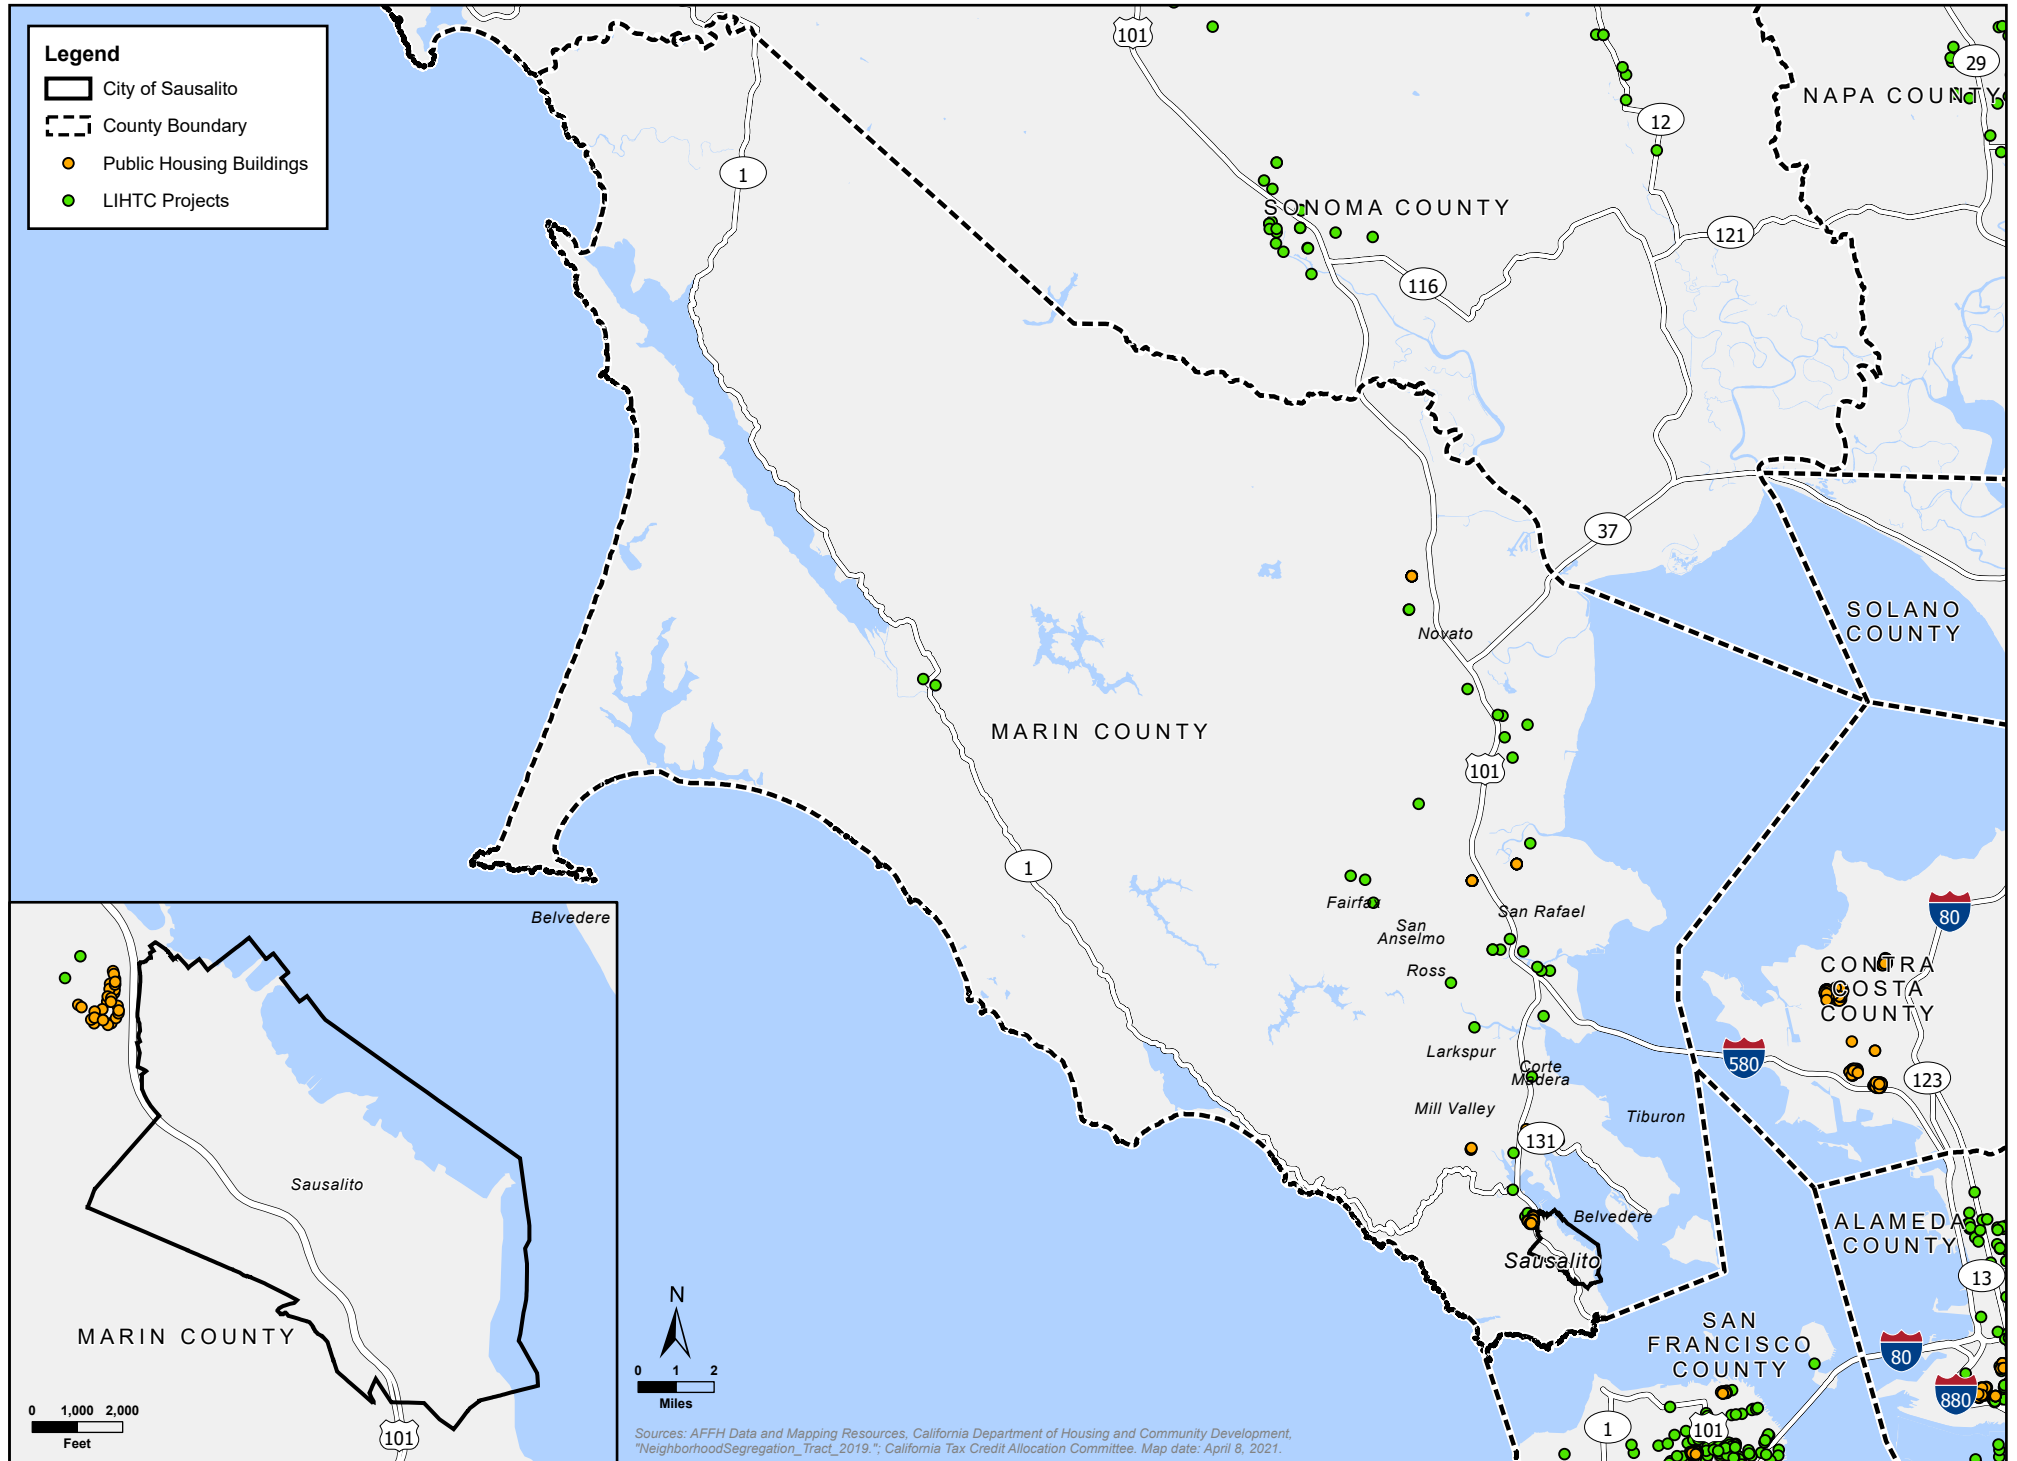 Legend
City of Sausalito
County Boundary
Public Housing Buildings
LIHTC Projects
101
29
NAPA COUNTY
12
1
SONOMA COUNTY
121
116
37
SOLANO
COUNTY
Novato
MARIN COUNTY
101
1
Fairfax
San Rafael
San
Anselmo
Ross
80
CONTRA
COSTA
COUNTY
Larkspur
Corte
Madera
580
123
Mill Valley
Tiburon
131
Belvedere
Sausalito
ALAMEDA
COUNTY
13
SAN
FRANCISCO
COUNTY
80
880
1
101
Belvedere
Sausalito
MARIN COUNTY
101
0 1,000 2,000
Feet
N
0 1 2
Miles
Sources: AFFH Data and Mapping Resources, California Department of Housing and Community Development,
"NeighborhoodSegregation_Tract_2019."; California Tax Credit Allocation Committee. Map date: April 8, 2021.